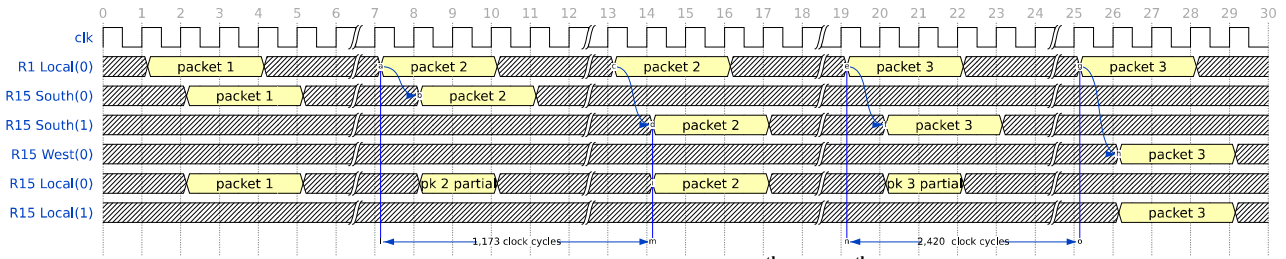 0 1 2 3 4 5 6 7 8 9 10 11 12 13 14 15 16 17 18 19 20 21 22 23 24 25 26 27 28 29 30
clk
R1 Local(0) packet 1 a packet 2 packet 2 e packet 3 g packet 3
R15 South(0) packet 1 packet 2
R15 South(1) packet 2 packet 3
R15 West(0) packet 3
R15 Local(0) packet 1 pk 2 partial packet 2 pk 3 partial
R15 Local(1) packet 3
l 1,173 clock cycles m n 2,420 clock cycles o